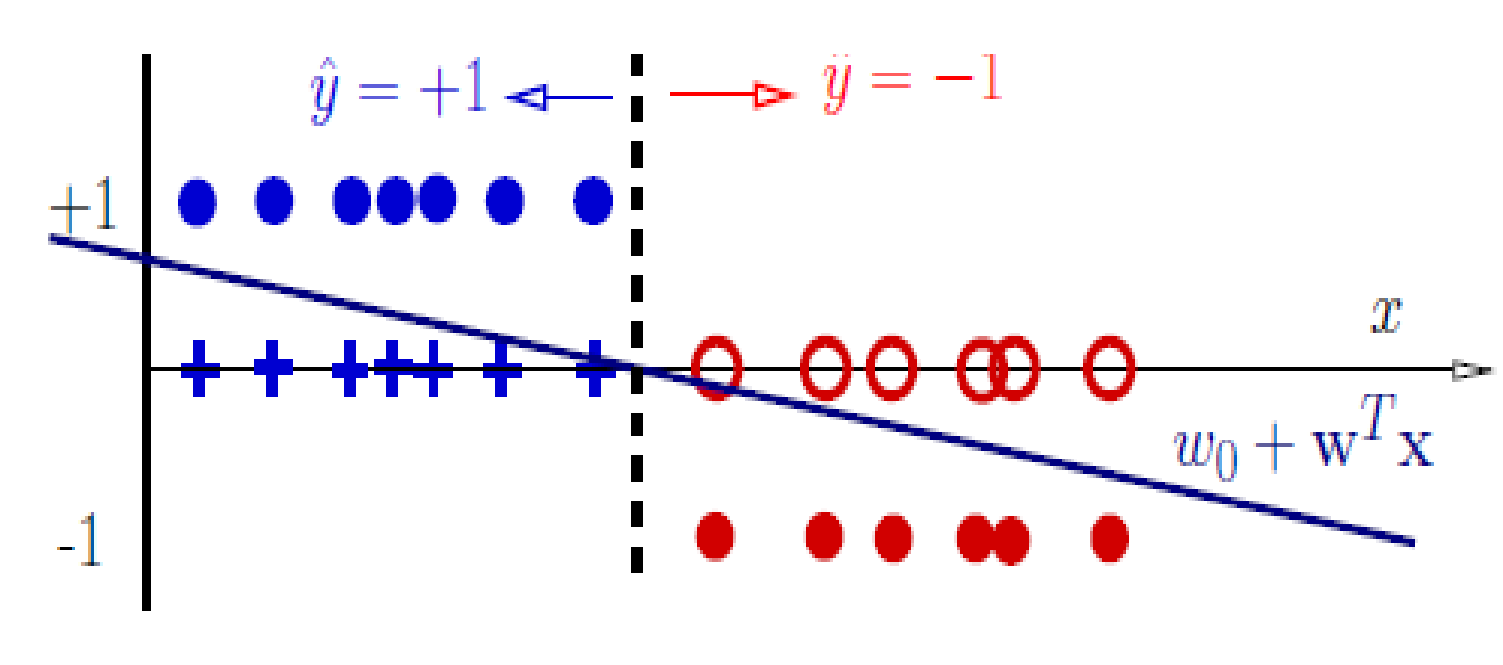 ŷ = +1
ÿ = −1
+1
x
w₀ + wᵀx
-1